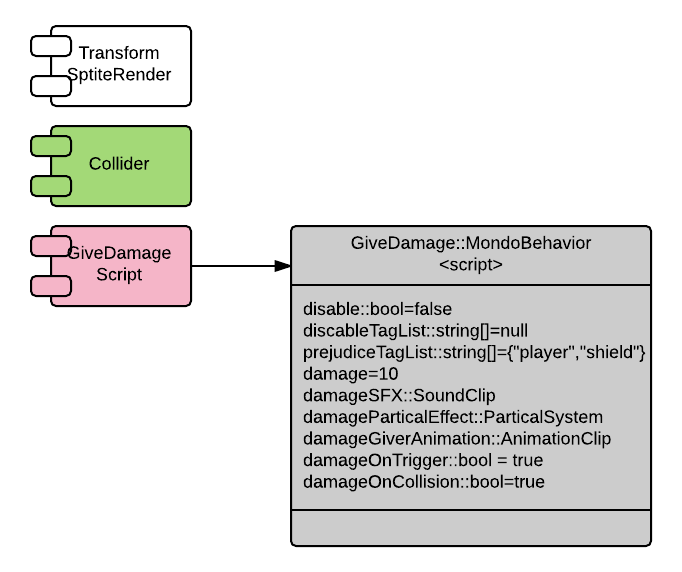 Transform
SptiteRender
Collider
GiveDamage
Script
GiveDamage::MondoBehavior
<script>
disable::bool=false
discableTagList::string[]=null
prejudiceTagList::string[]={"player","shield"}
damage=10
damageSFX::SoundClip
damageParticalEffect::ParticalSystem
damageGiverAnimation::AnimationClip
damageOnTrigger::bool = true
damageOnCollision::bool=true